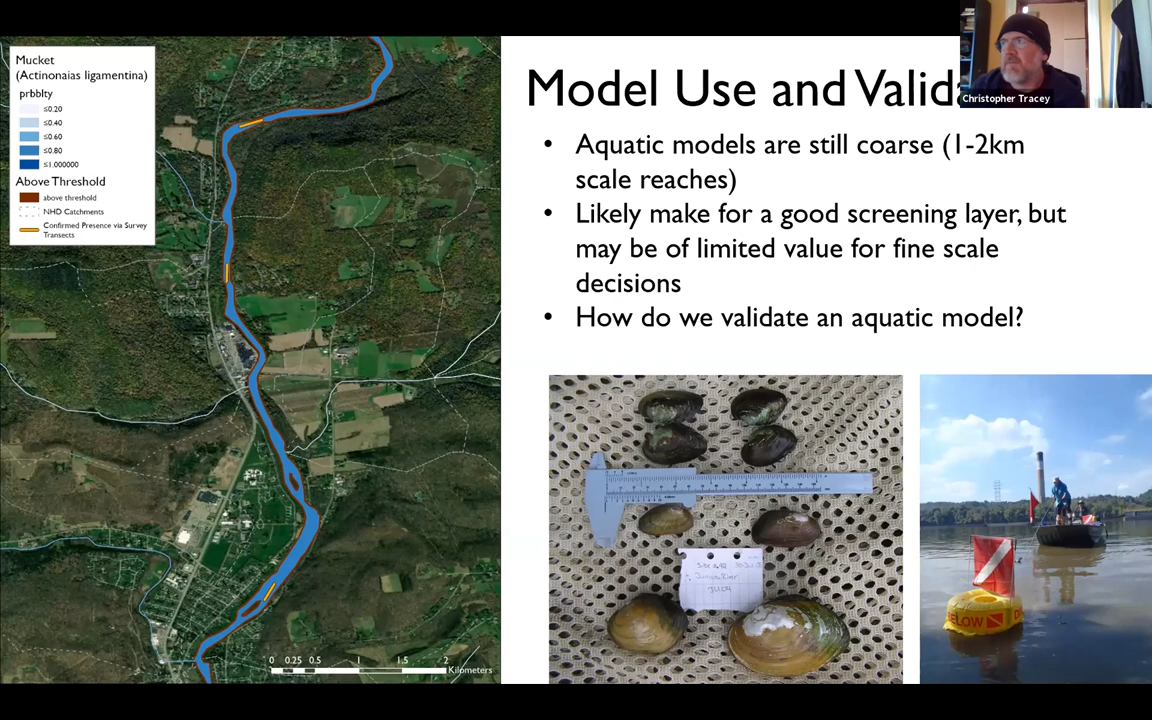 Mucket
(Actinonaias ligamentina)
prbblty
≤0.20
≤0.40
≤0.60
≤0.80
≤1.000000
Above Threshold
above threshold
NHD Catchments
Confirmed Presence via Survey
Transects
0 0.25 0.5 1 1.5 2
Kilometers
Model Use and Valida
Christopher Tracey
• Aquatic models are still coarse (1-2km
scale reaches)
• Likely make for a good screening layer, but
may be of limited value for fine scale
decisions
• How do we validate an aquatic model?
ELOW